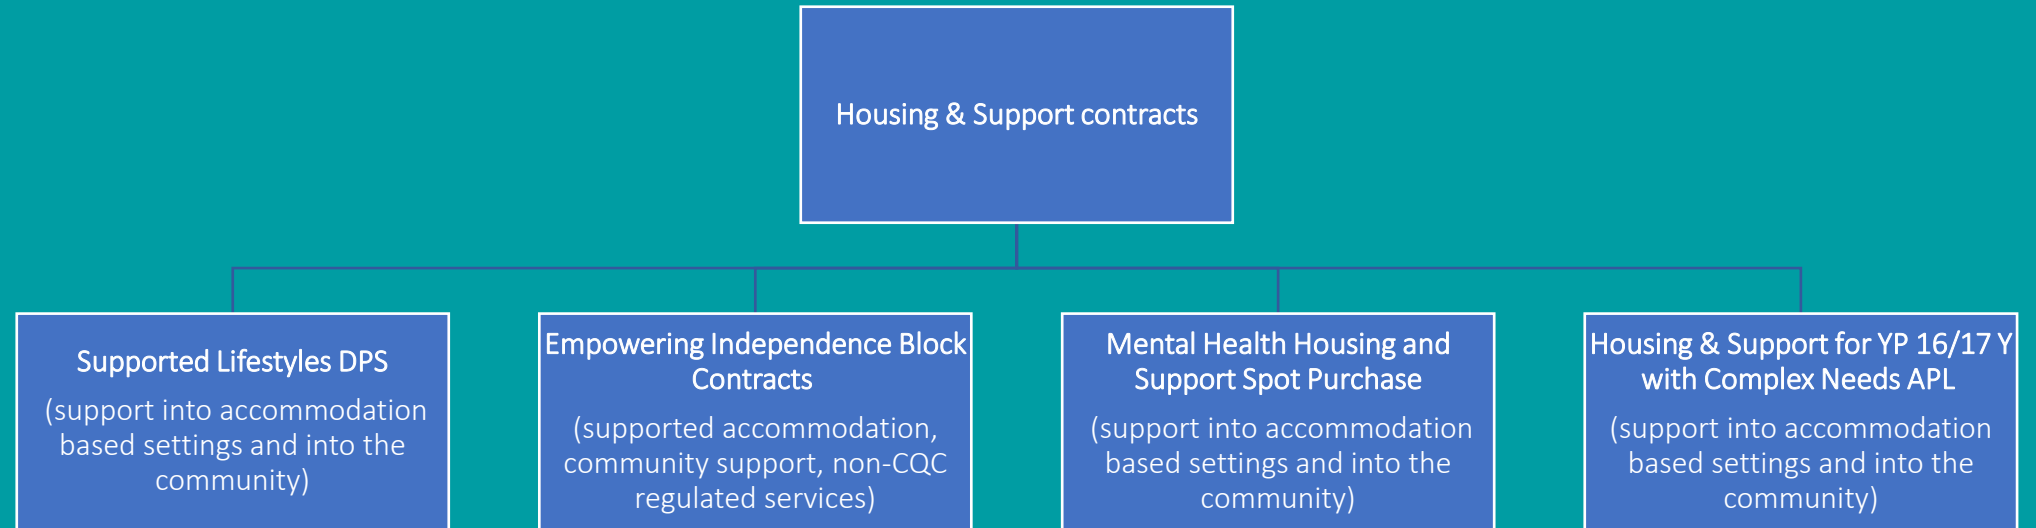 Housing & Support contracts
Supported Lifestyles DPS
(support into accommodation
based settings and into the
community)
Empowering Independence Block
Contracts
(supported accommodation,
community support, non-CQC
regulated services)
Mental Health Housing and
Support Spot Purchase
(support into accommodation
based settings and into the
community)
Housing & Support for YP 16/17 Y
with Complex Needs APL
(support into accommodation
based settings and into the
community)